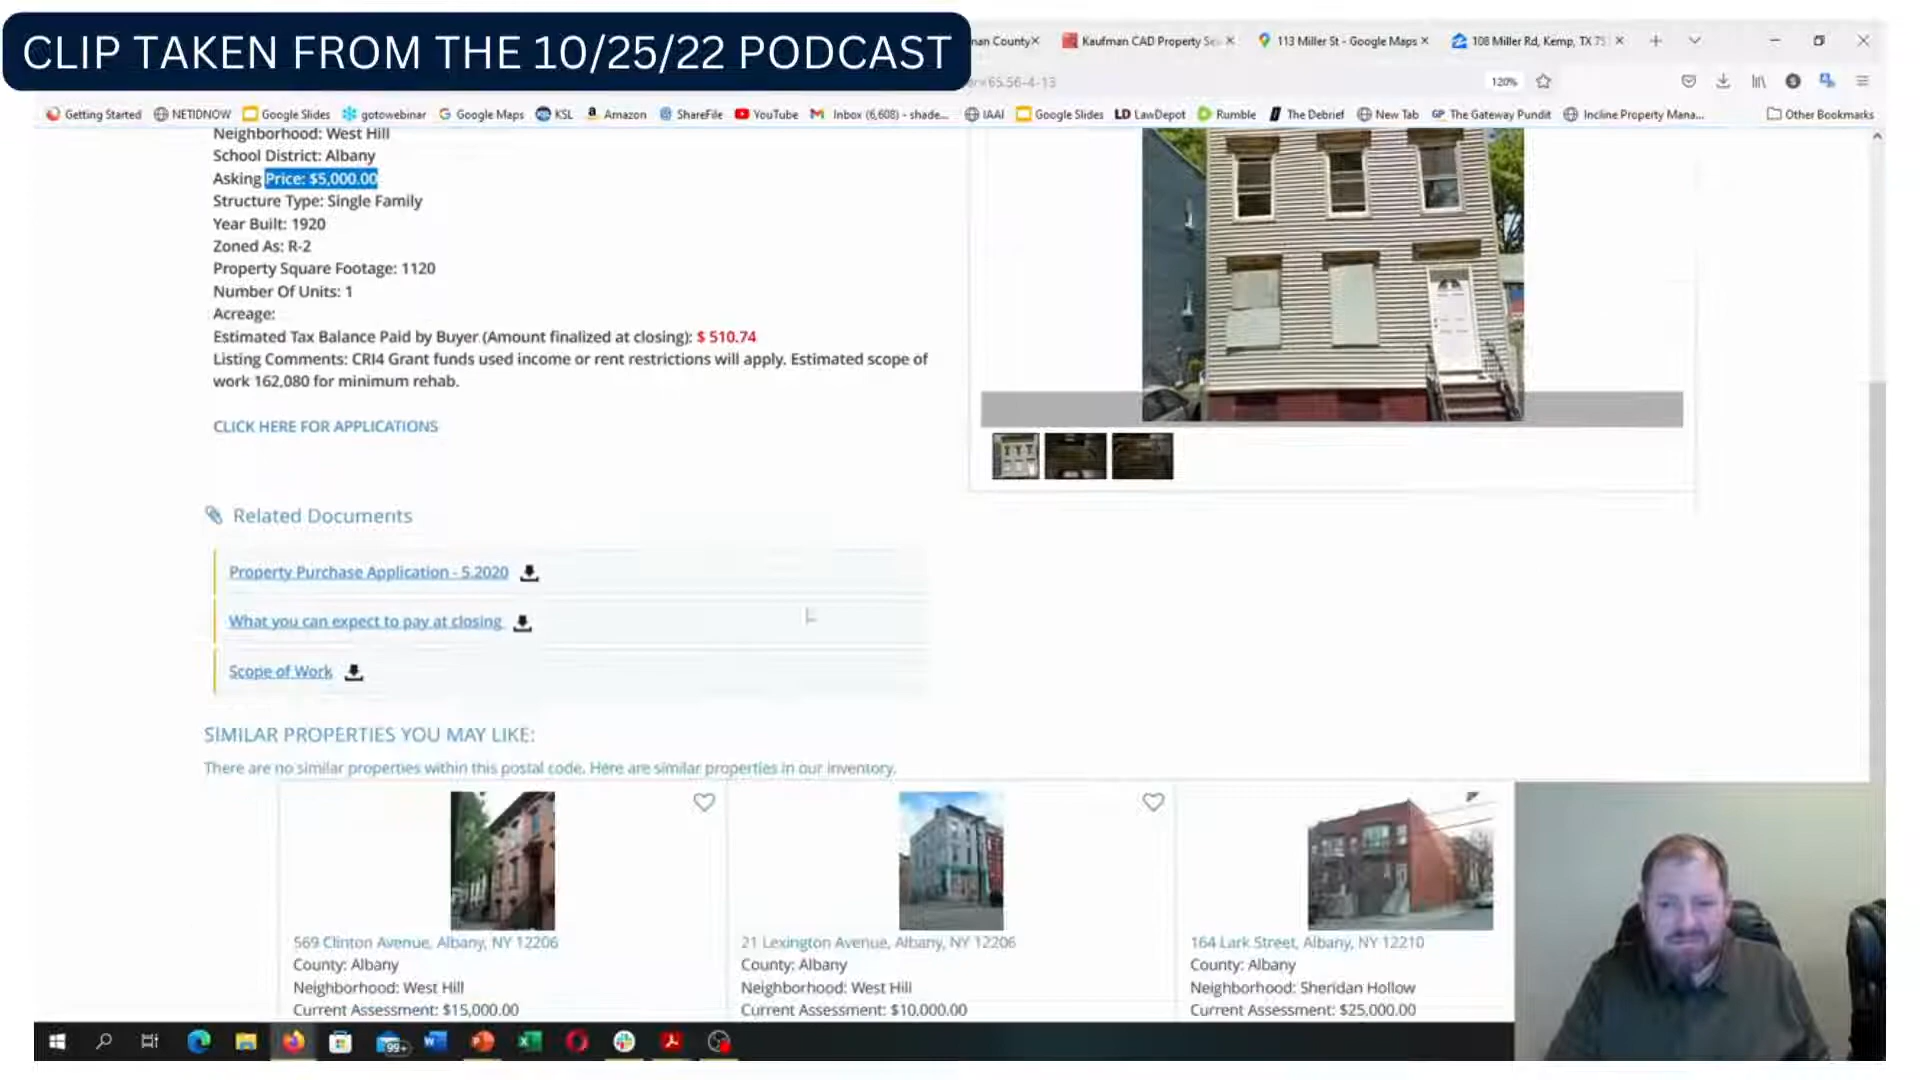 CLIP TAKEN FROM THE 10/25/22 PODCAST
nan County
Kaufman CAD Property Se
113 Miller St - Google Maps
108 Miller Rd, Kemp, TX 75
=65.56-4-13
120%
Getting Started
NETIDNOW
Google Slides
gotowebinar
Google Maps
KSL
Amazon
ShareFile
YouTube
Inbox (6,608) - shade...
IAAI
Google Slides
LD LawDepot
Rumble
The Debrief
New Tab
GP The Gateway Pundit
Incline Property Mana...
Other Bookmarks
Neighborhood: West Hill
School District: Albany
Asking Price: $5,000.00
Structure Type: Single Family
Year Built: 1920
Zoned As: R-2
Property Square Footage: 1120
Number Of Units: 1
Acreage:
Estimated Tax Balance Paid by Buyer (Amount finalized at closing): $ 510.74
Listing Comments: CRI4 Grant funds used income or rent restrictions will apply. Estimated scope of
work 162,080 for minimum rehab.
CLICK HERE FOR APPLICATIONS
Related Documents
Property Purchase Application - 5.2020
What you can expect to pay at closing
Scope of Work
SIMILAR PROPERTIES YOU MAY LIKE:
There are no similar properties within this postal code. Here are similar properties in our inventory.
569 Clinton Avenue, Albany, NY 12206
County: Albany
Neighborhood: West Hill
Current Assessment: $15,000.00
21 Lexington Avenue, Albany, NY 12206
County: Albany
Neighborhood: West Hill
Current Assessment: $10,000.00
164 Lark Street, Albany, NY 12210
County: Albany
Neighborhood: Sheridan Hollow
Current Assessment: $25,000.00
99+